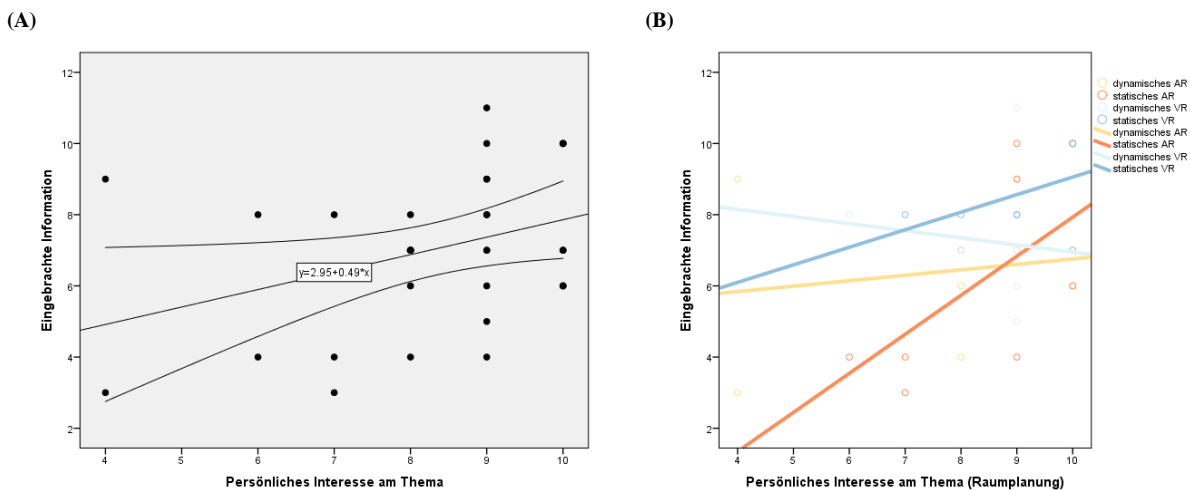 (A)
12
10
8
6
4
2
Eingebrachte Information
y=2.95+0.49*x
4 5 6 7 8 9 10
Persönliches Interesse am Thema
(B)
12
10
8
6
4
2
Eingebrachte Information
4 5 6 7 8 9 10
Persönliches Interesse am Thema (Raumplanung)
dynamisches AR
statisches AR
dynamisches VR
statisches VR
dynamisches AR
statisches AR
dynamisches VR
statisches VR